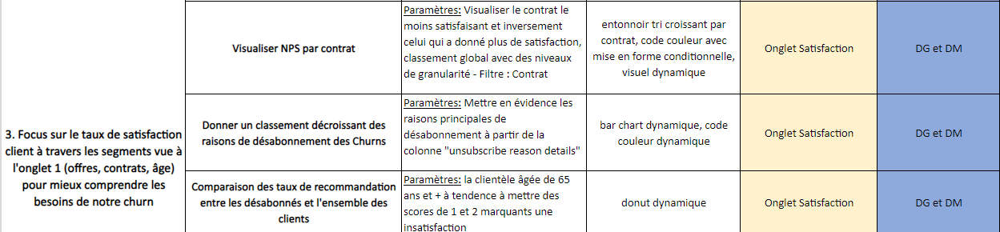 Visualiser NPS par contrat
Paramètres: Visualiser le contrat le
moins satisfaisant et inversement
celui qui a donné plus de satisfaction,
classement global avec des niveaux
de granularité - Filtre : Contrat
entonnoir tri croissant par
contrat, code couleur avec
mise en forme conditionnelle,
visuel dynamique
Onglet Satisfaction
DG et DM
3. Focus sur le taux de satisfaction
client à travers les segments vue à
l'onglet 1 (offres, contrats, âge)
pour mieux comprendre les
besoins de notre churn
Donner un classement décroissant des
raisons de désabonnement des Churns
Paramètres: Mettre en évidence les
raisons principales de
désabonnement à partir de la
colonne "unsubscribe reason details"
bar chart dynamique, code
couleur dynamique
Onglet Satisfaction
DG et DM
Comparaison des taux de recommandation
entre les désabonnés et l'ensemble des
clients
Paramètres: la clientèle âgée de 65
ans et + à tendence à mettre des
scores de 1 et 2 marquants une
insatisfaction
donut dynamique
Onglet Satisfaction
DG et DM